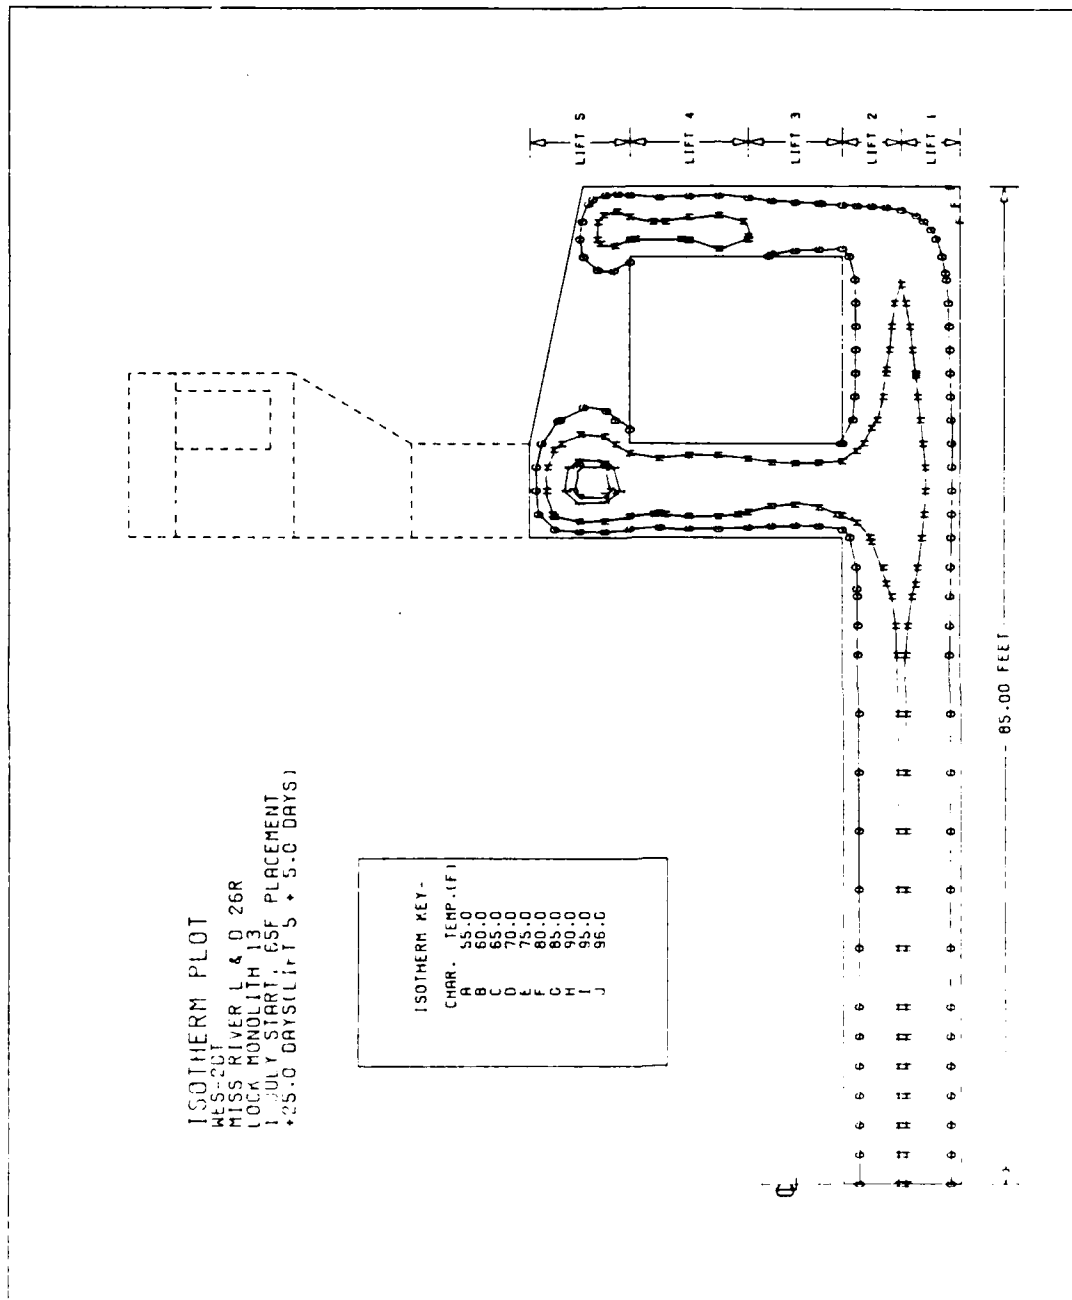 ISOTHERM PLOT
WES-2DT
MISS RIVER L & D 26R
LOCK MONOLITH 13
1 JULY START, 65F PLACEMENT
+25.0 DAYS(LIFT 5 + 5.0 DAYS)
ISOTHERM KEY-
CHAR. TEMP.(F)
A 55.0
B 60.0
C 65.0
D 70.0
E 75.0
F 80.0
G 85.0
H 90.0
I 95.0
J 96.0
LIFT 5
LIFT 4
LIFT 3
LIFT 2
LIFT 1
85.00 FEET